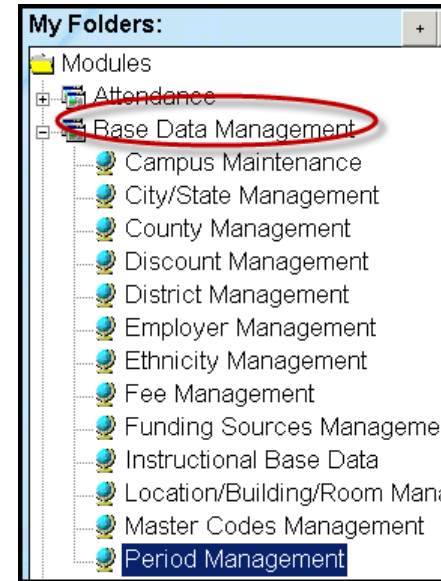 My Folders:
+
Modules
Attendance
Base Data Management
Campus Maintenance
City/State Management
County Management
Discount Management
District Management
Employer Management
Ethnicity Management
Fee Management
Funding Sources Manageme
Instructional Base Data
Location/Building/Room Mana
Master Codes Management
Period Management